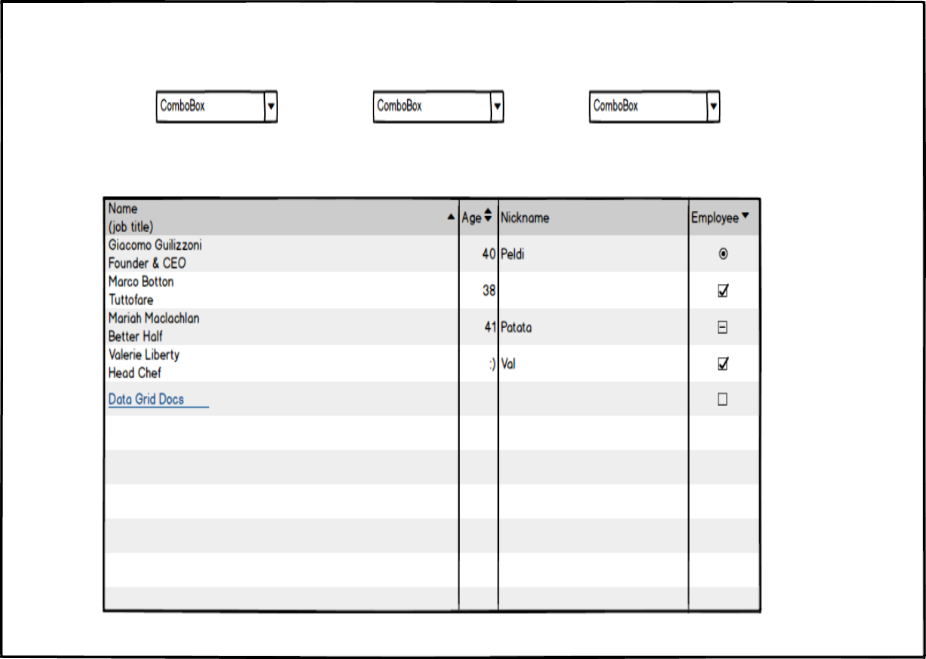 ComboBox
ComboBox
ComboBox
Name
(job title)
Age
Nickname
Employee
Giacomo Guilizzoni
Founder & CEO
40
Peldi
Marco Botton
Tuttofare
38
Mariah Maclachlan
Better Half
41
Patata
Valerie Liberty
Head Chef
:)
Val
Data Grid Docs